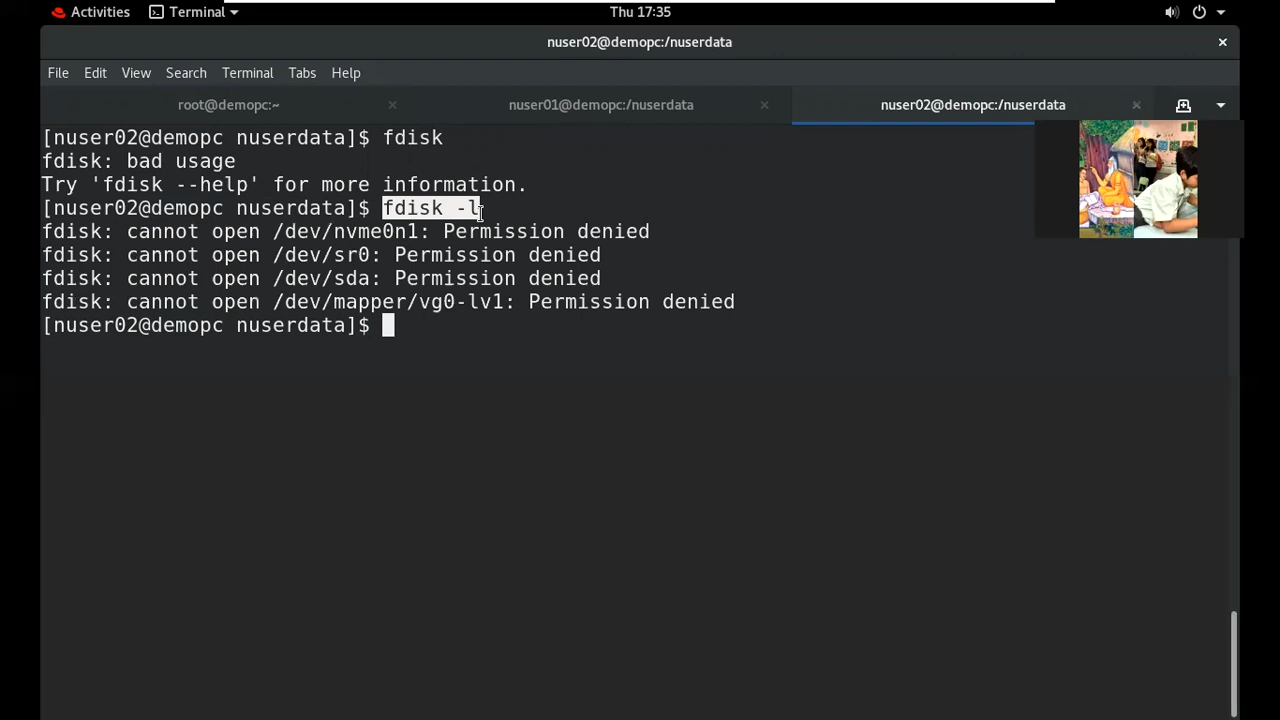 Activities Terminal Thu 17:35
nuser02@demopc:/nuserdata
File Edit View Search Terminal Tabs Help
root@demopc:~ nuser01@demopc:/nuserdata nuser02@demopc:/nuserdata
[nuser02@demopc nuserdata]$ fdisk
fdisk: bad usage
Try 'fdisk --help' for more information.
[nuser02@demopc nuserdata]$ fdisk -l
fdisk: cannot open /dev/nvme0n1: Permission denied
fdisk: cannot open /dev/sr0: Permission denied
fdisk: cannot open /dev/sda: Permission denied
fdisk: cannot open /dev/mapper/vg0-lv1: Permission denied
[nuser02@demopc nuserdata]$